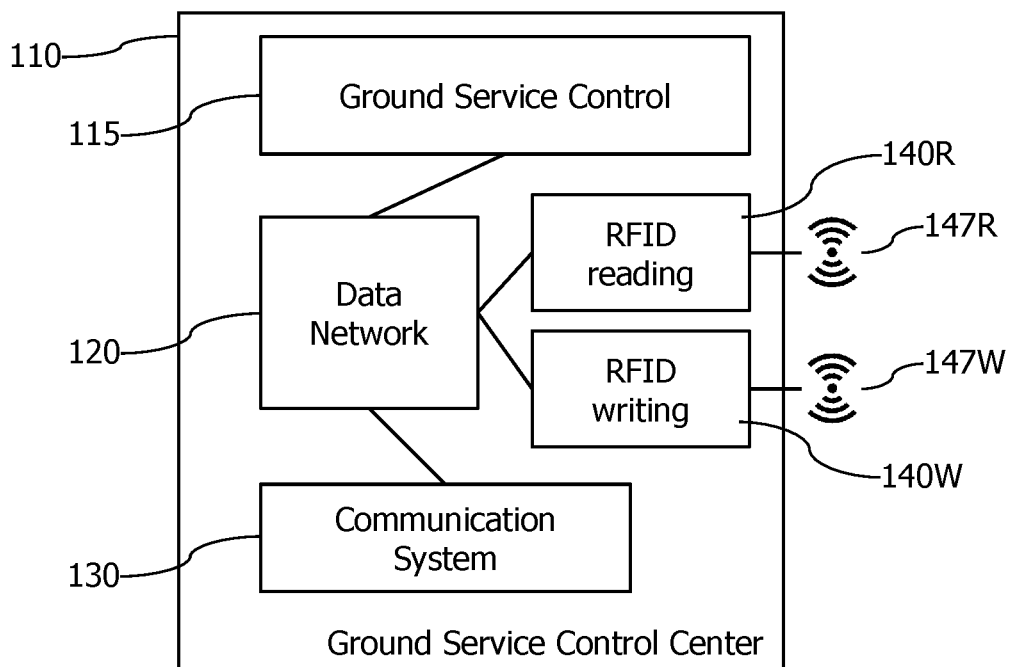 110
Ground Service Control
115
140R
RFID
reading
147R
Data
Network
120
RFID
writing
147W
140W
Communication
System
130
Ground Service Control Center